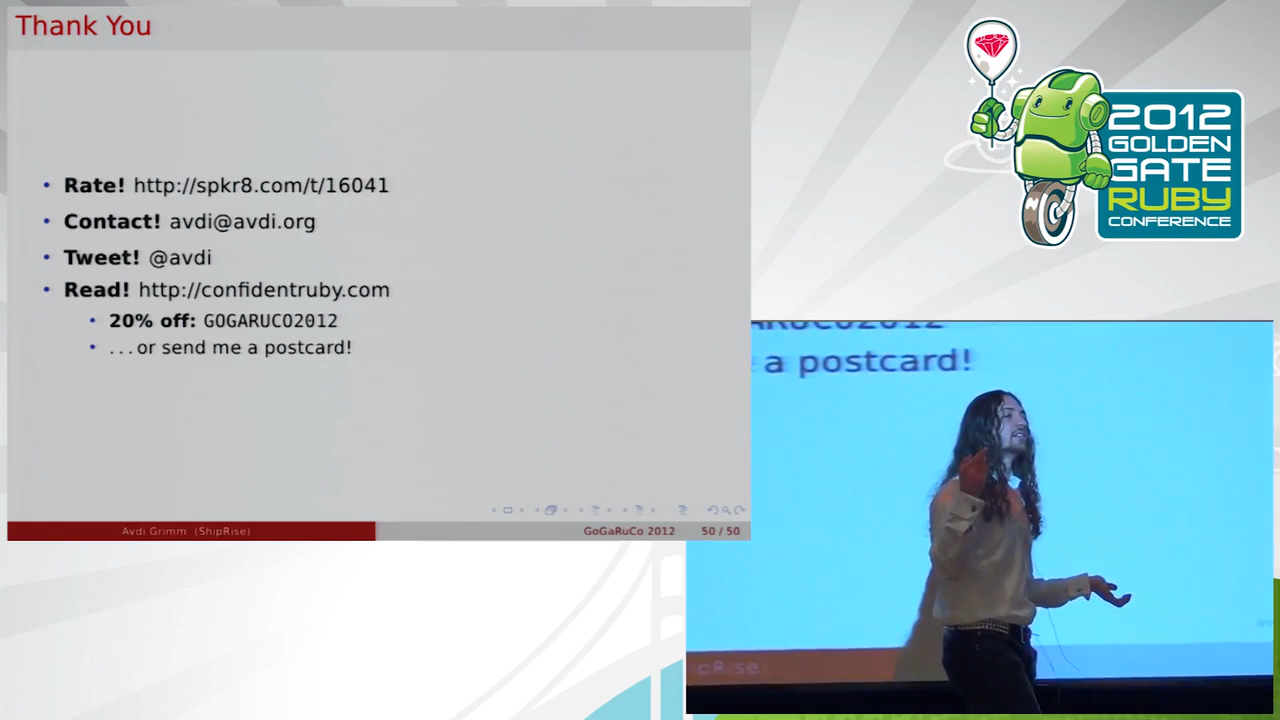 Thank You
Rate! http://spkr8.com/t/16041
Contact! avdi@avdi.org
Tweet! @avdi
Read! http://confidentruby.com
20% off: GOGARUCO2012
...or send me a postcard!
Avdi Grimm (ShipRise)
GoGaRuCo 2012 50 / 50
2012
GOLDEN
GATE
RUBY
CONFERENCE
ARUCO2012
a postcard!